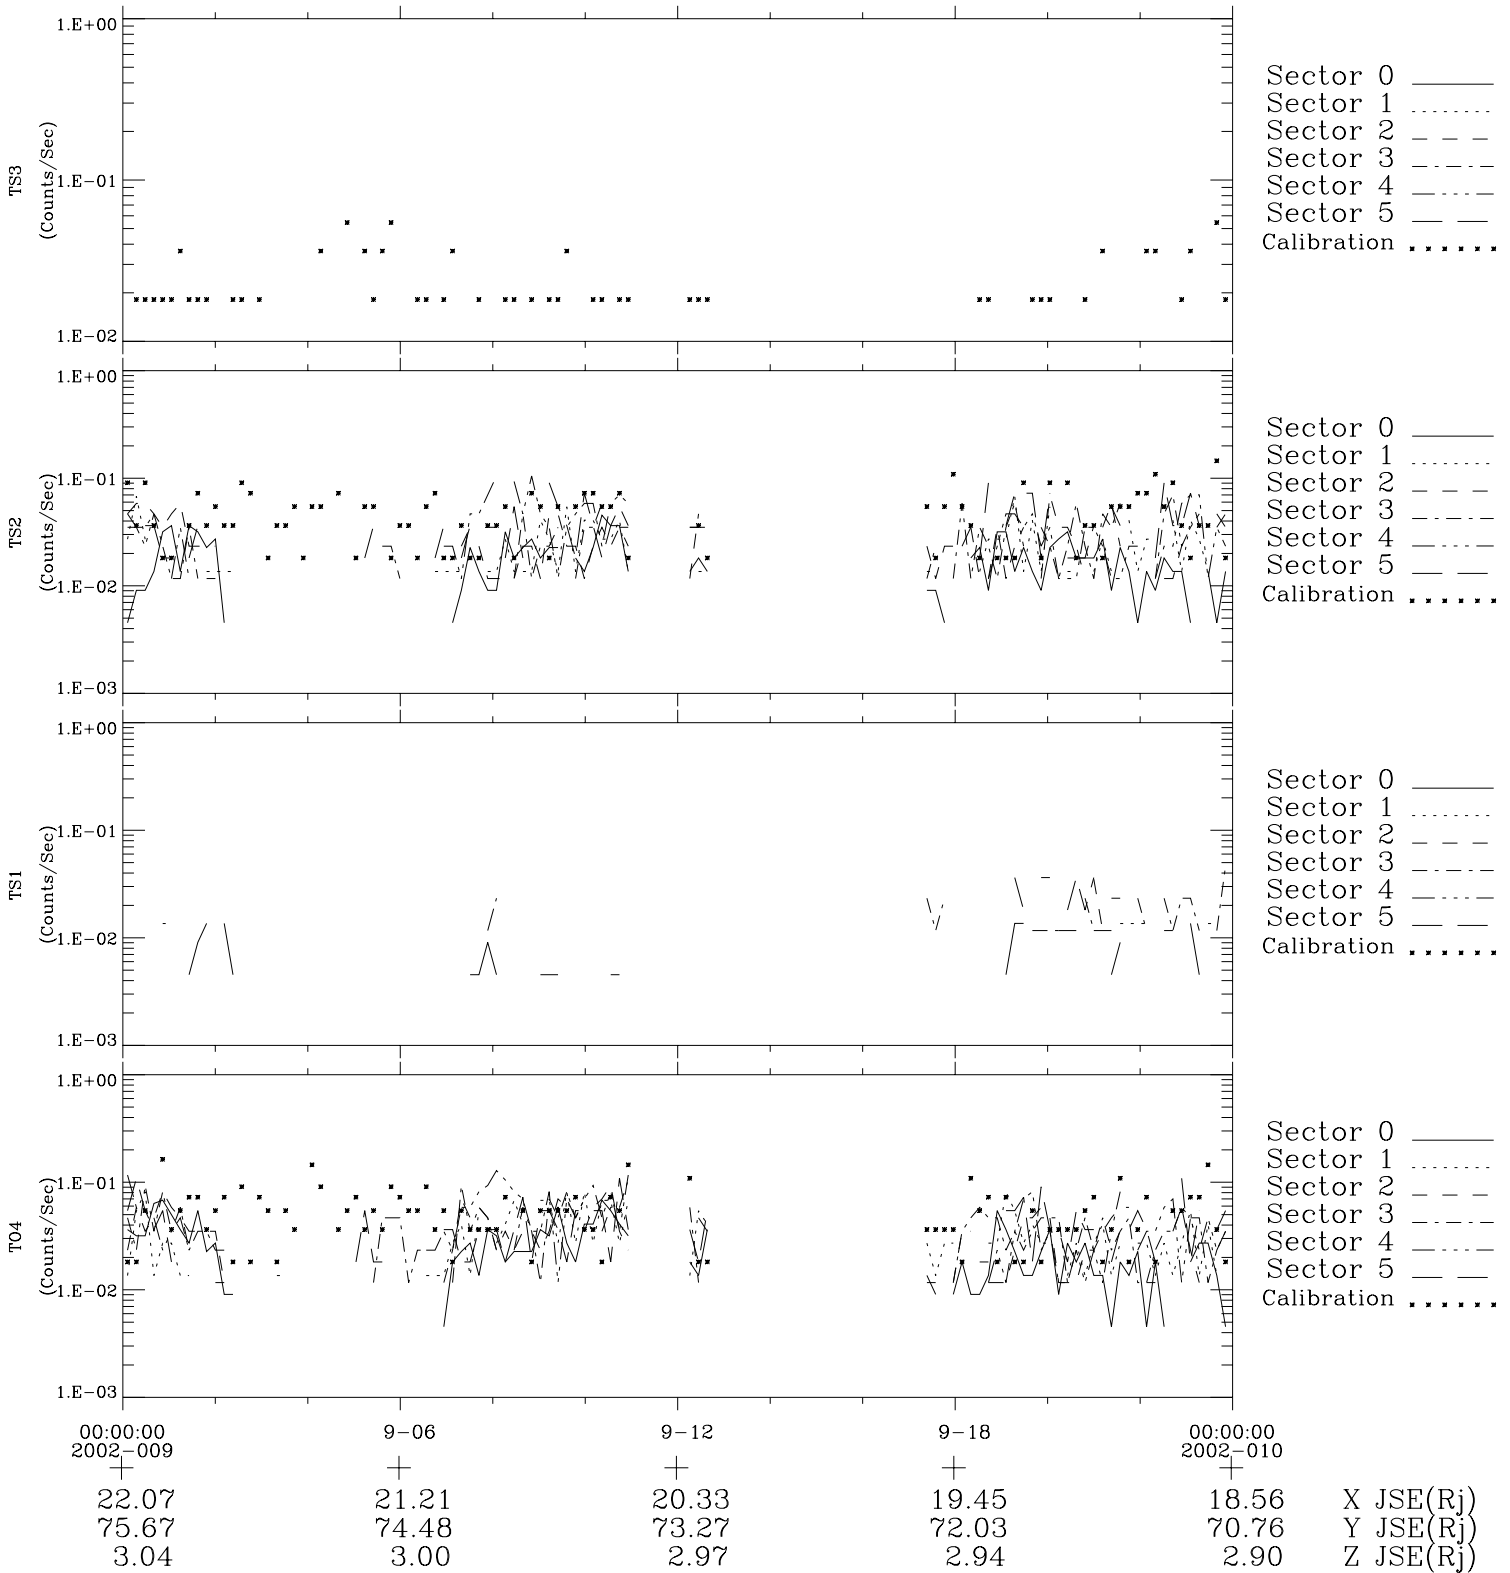 1.E+00
1.E-01
1.E-02
TS3
(Counts/Sec)
Sector 0
Sector 1
Sector 2
Sector 3
Sector 4
Sector 5
Calibration
1.E+00
1.E-01
1.E-02
1.E-03
TS2
(Counts/Sec)
Sector 0
Sector 1
Sector 2
Sector 3
Sector 4
Sector 5
Calibration
1.E+00
1.E-01
1.E-02
1.E-03
TS1
(Counts/Sec)
Sector 0
Sector 1
Sector 2
Sector 3
Sector 4
Sector 5
Calibration
1.E+00
1.E-01
1.E-02
1.E-03
T04
(Counts/Sec)
Sector 0
Sector 1
Sector 2
Sector 3
Sector 4
Sector 5
Calibration
00:00:00 9-06 9-12 9-18 00:00:00
2002-009 2002-010
22.07 21.21 20.33 19.45 18.56 X JSE(Rj)
75.67 74.48 73.27 72.03 70.76 Y JSE(Rj)
3.04 3.00 2.97 2.94 2.90 Z JSE(Rj)